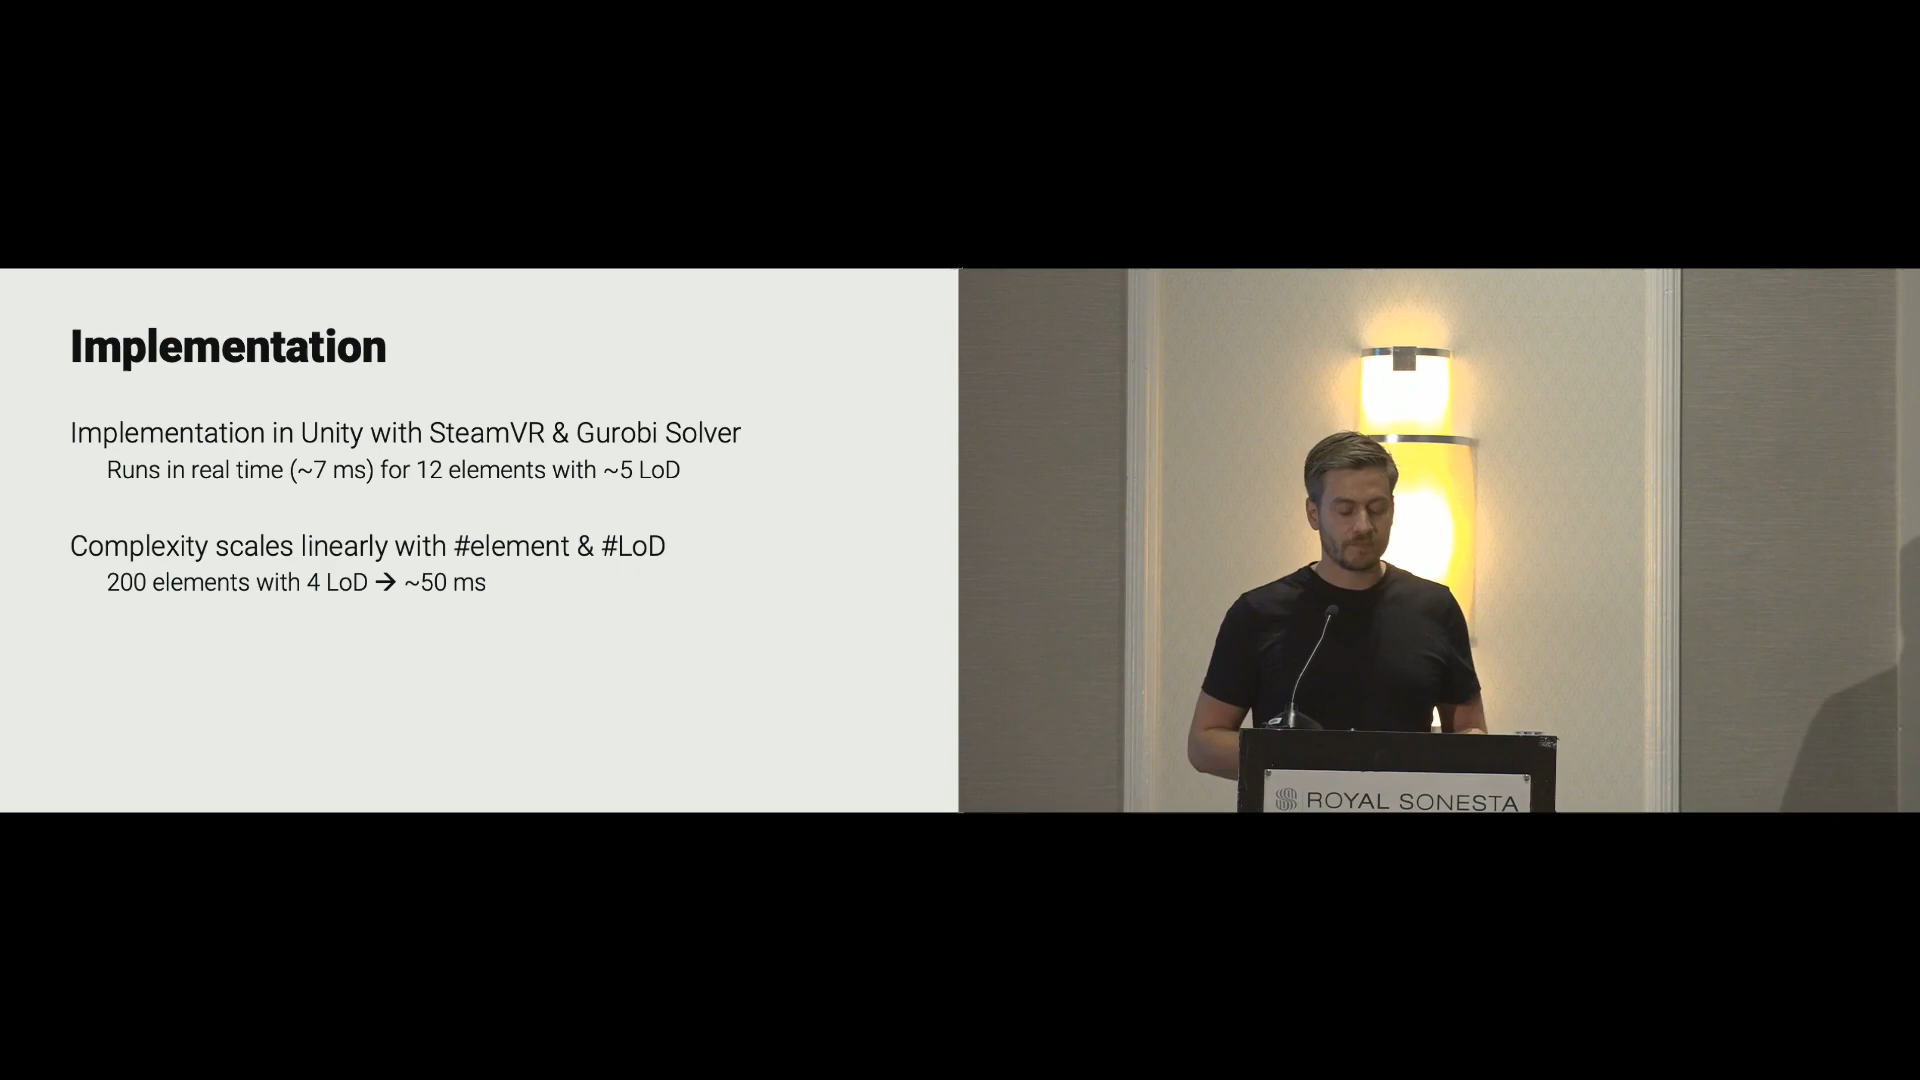 Implementation
Implementation in Unity with SteamVR & Gurobi Solver
Runs in real time (~7 ms) for 12 elements with ~5 LoD
Complexity scales linearly with #element & #LoD
200 elements with 4 LoD → ~50 ms
ROYAL SONESTA